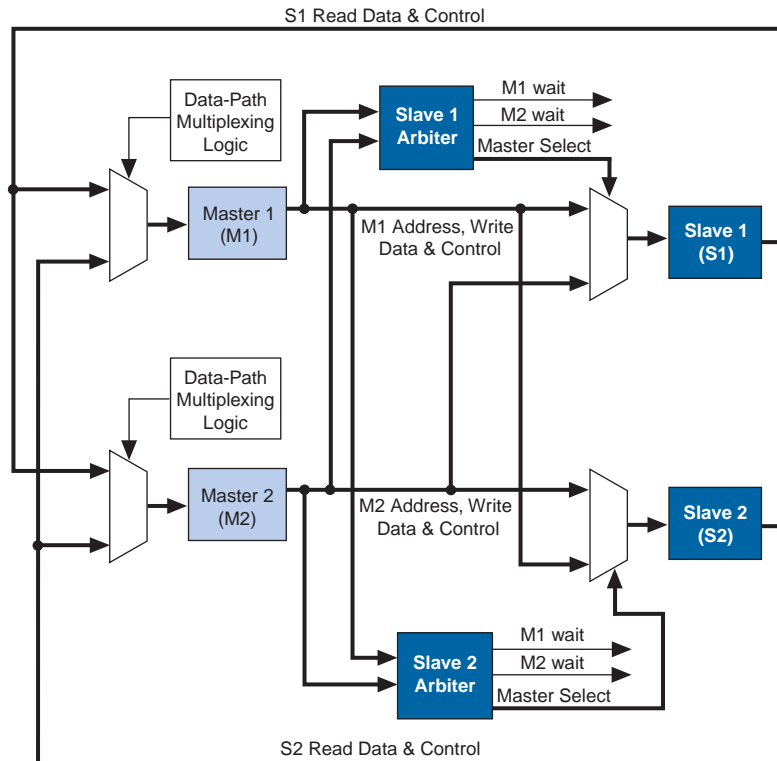 S1 Read Data & Control
Data-Path
Multiplexing
Logic
Slave 1
Arbiter
M1 wait
M2 wait
Master Select
Master 1
(M1)
M1 Address, Write
Data & Control
Slave 1
(S1)
Data-Path
Multiplexing
Logic
Master 2
(M2)
M2 Address, Write
Data & Control
Slave 2
(S2)
Slave 2
Arbiter
M1 wait
M2 wait
Master Select
S2 Read Data & Control